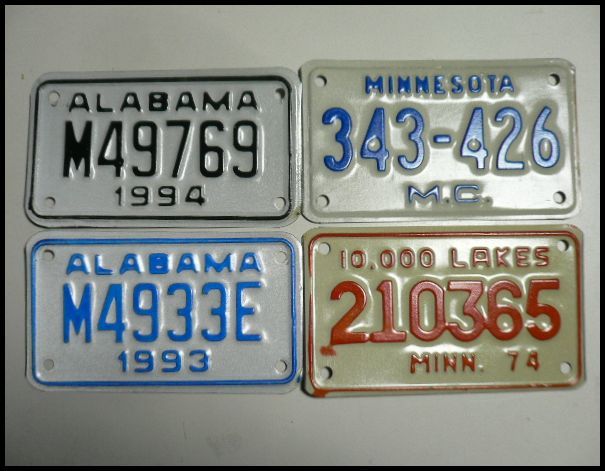 ALABAMA
M49769
1994
MINNESOTA
343-426
M.C.
ALABAMA
M4933E
1993
10,000 LAKES
210365
MINN. 74